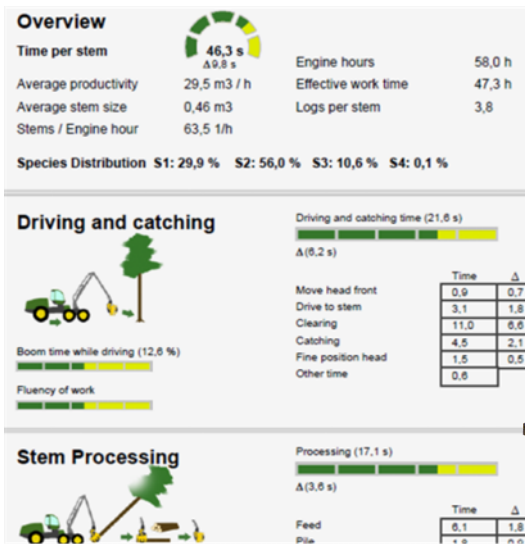 Overview
Time per stem
46,3 s
Δ9,8 s
Average productivity 29,5 m3 / h
Average stem size 0,46 m3
Stems / Engine hour 63,5 1/h
Engine hours 58,0 h
Effective work time 47,3 h
Logs per stem 3,8
Species Distribution S1: 29,9 % S2: 56,0 % S3: 10,6 % S4: 0,1 %
Driving and catching
Boom time while driving (12,6 %)
Fluency of work
Driving and catching time (21,6 s)
Δ(6,2 s)
Time Δ
Move head front 0,9 0,7
Drive to stem 3,1 1,8
Clearing 11,0 6,6
Catching 4,5 2,1
Fine position head 1,5 0,5
Other time 0,6
Stem Processing
Processing (17,1 s)
Δ(3,6 s)
Time Δ
Feed 6,1 1,8
Pile